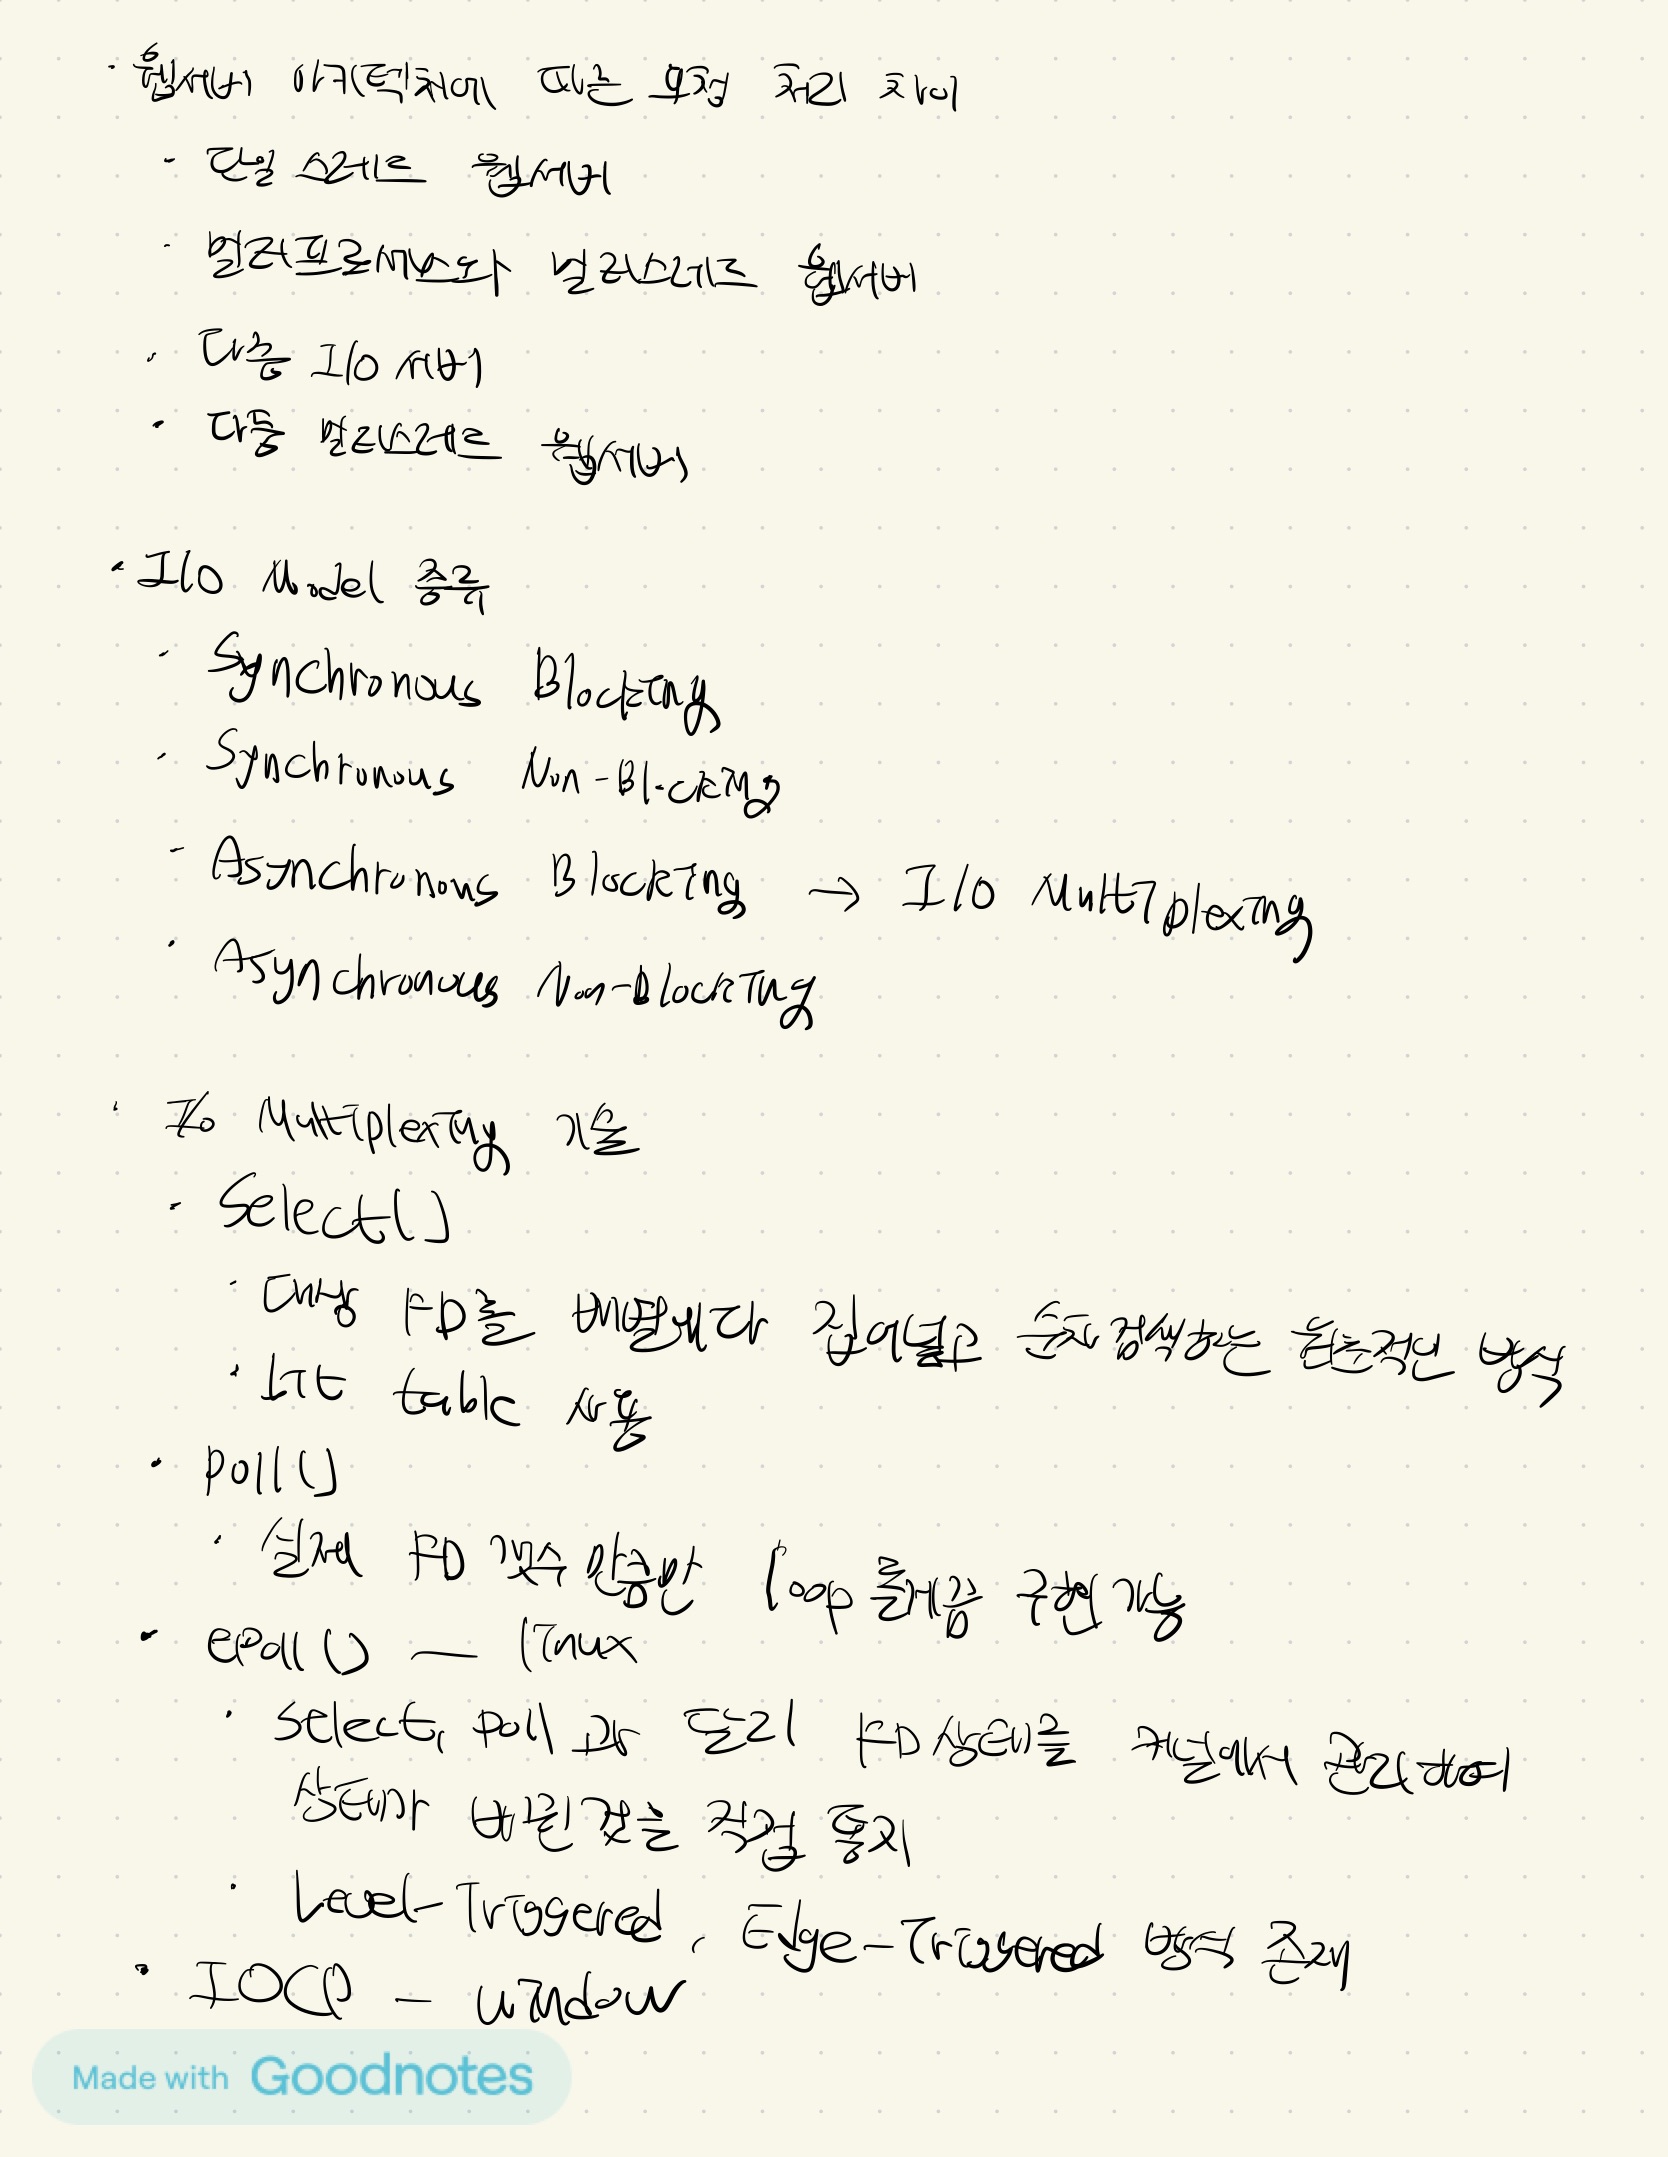 · 웹서버 아키텍처에 따른 요청 처리 차이
- 단일 스레드 웹서버
- 멀티프로세스와 멀티스레드 웹서버
· 다중 I/O 서버
· 다중 멀티스레드 웹서버
· I/O Model 종류
- Synchronous Blocking
- Synchronous Non-Blocking
- Asynchronous Blocking → I/O Multiplexing
· Asynchronous Non-Blocking
· I/O Multiplexing 기술
· Select()
· 대상 FD를 배열에다 집어넣고 순차검색하는 원초적인 방식
· bit table 사용
· poll()
· 실제 FD 갯수 만큼만 loop 돌게끔 구현 가능
· epoll() — linux
· select, poll과 달리 FD상태를 커널에서 관리하여
상태가 바뀐것을 직접 통지
· Level-Triggered, Edge-Triggered 방식 존재
· IOCP - window
Made with Goodnotes